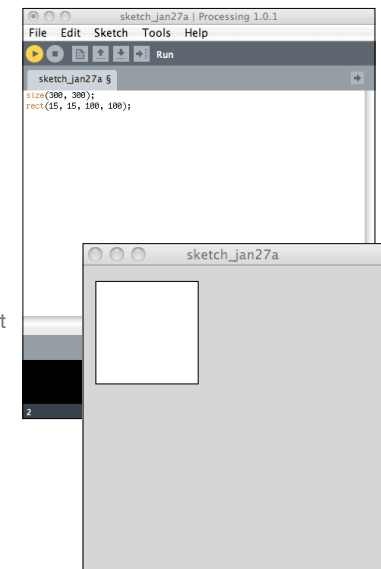 sketch_jan27a | Processing 1.0.1
File Edit Sketch Tools Help
Run
sketch_jan27a §
size(300, 300);
rect(15, 15, 100, 100);
sketch_jan27a
t
2